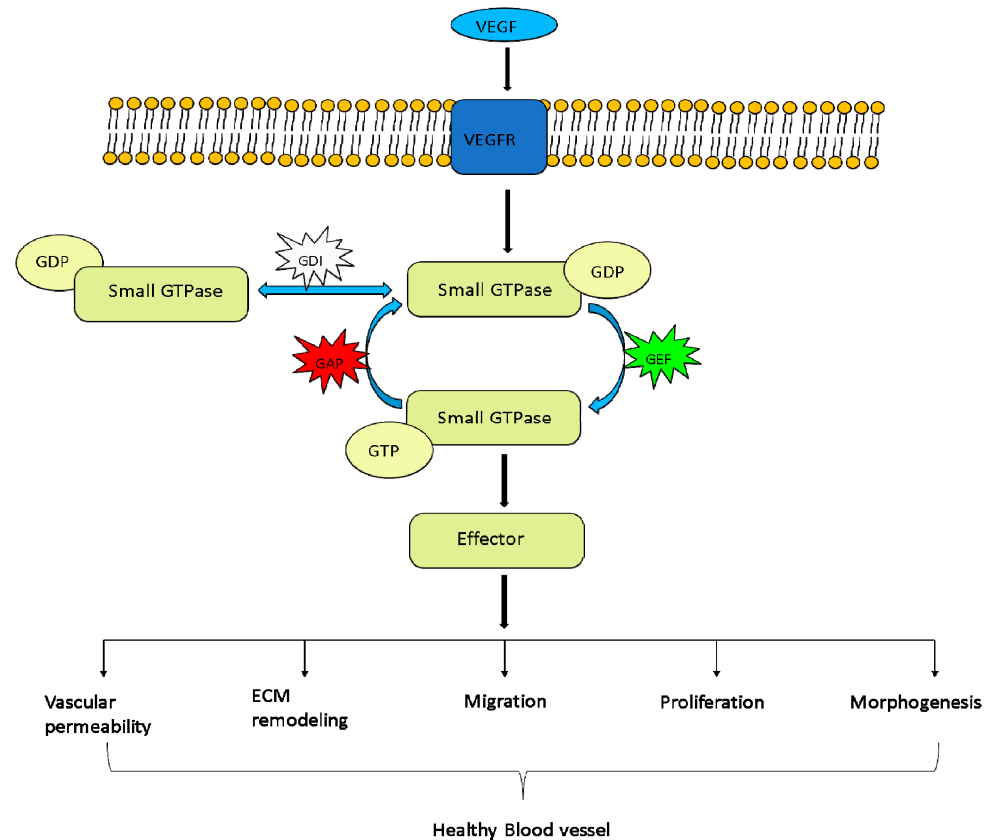 VEGF
VEGFR
GDP
Small GTPase
GDI
Small GTPase
GDP
GAP
GEF
Small GTPase
GTP
Effector
Vascular
permeability
ECM
remodeling
Migration
Proliferation
Morphogenesis
Healthy Blood vessel